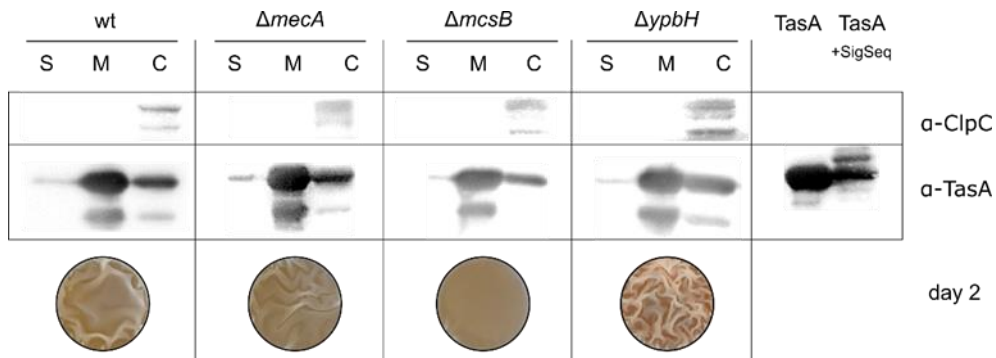 wt ΔmecA ΔmcsB ΔypbH TasA TasA
+SigSeq
S M C S M C S M C S M C
ɑ-ClpC
ɑ-TasA
day 2